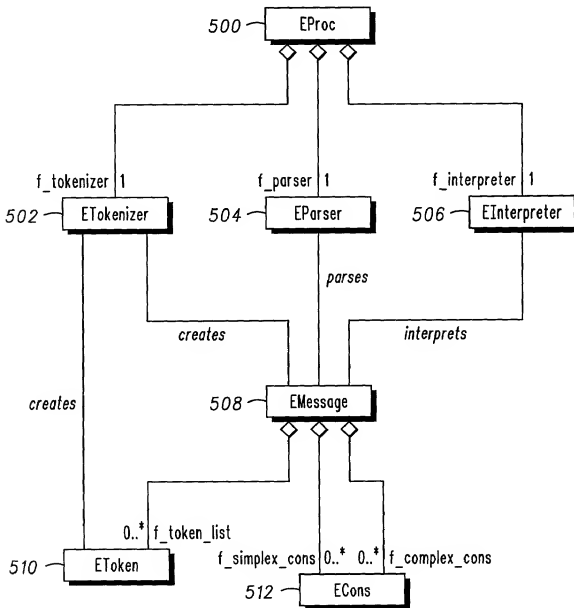 500
EProc
f_tokenizer 1
f_parser 1
f_interpreter 1
502
ETokenizer
504
EParser
506
EInterpreter
parses
creates
interprets
creates
508
EMessage
0..* f_token_list
f_simplex_cons 0..* 0..* f_complex_cons
510
EToken
512
ECons